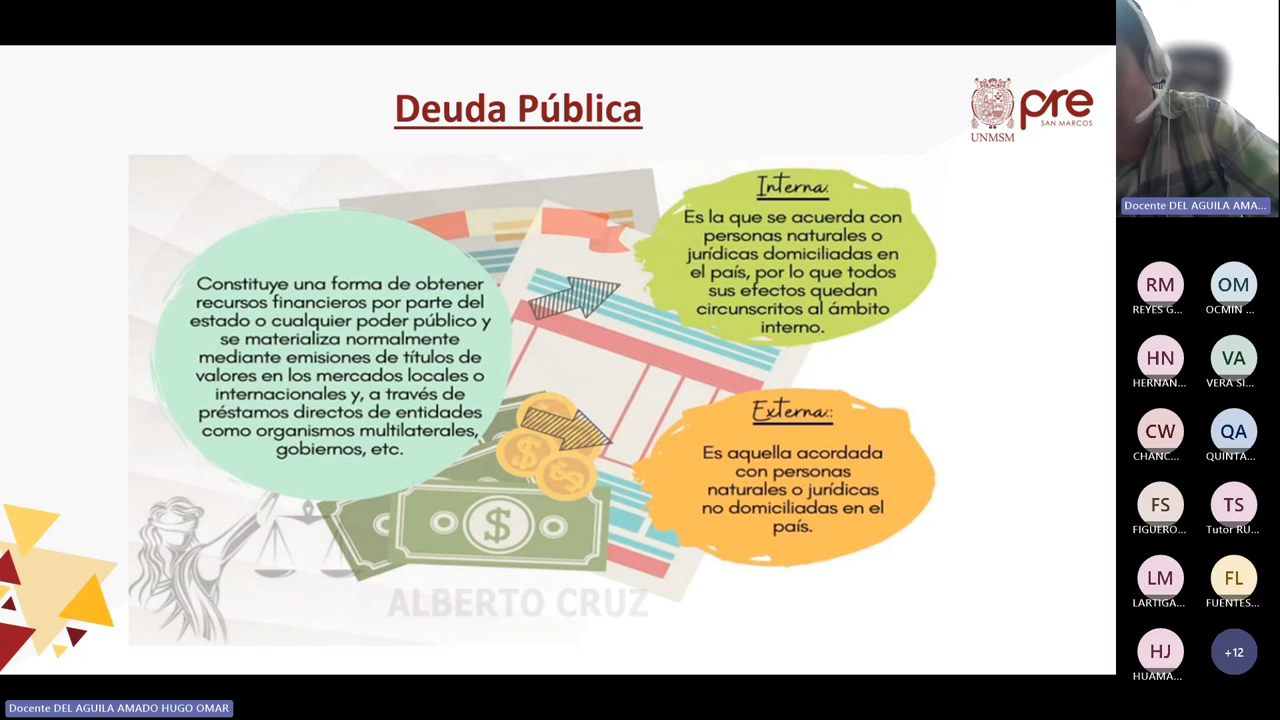 Deuda Pública
UNMSM
pre
SAN MARCOS
Constituye una forma de obtener
recursos financieros por parte del
estado o cualquier poder público y
se materializa normalmente
mediante emisiones de títulos de
valores en los mercados locales o
internacionales y, a través de
préstamos directos de entidades
como organismos multilaterales,
gobiernos, etc.
Interna:
Es la que se acuerda con
personas naturales o
jurídicas domiciliadas en
el país, por lo que todos
sus efectos quedan
circunscritos al ámbito
interno.
Externa:
Es aquella acordada
con personas
naturales o jurídicas
no domiciliadas en el
país.
$
$
$
ALBERTO CRUZ
Docente DEL AGUILA AMA...
RM
REYES G...
OM
OCMIN ...
HN
HERNAN...
VA
VERA SI...
CW
CHANC...
QA
QUINTA...
FS
FIGUERO...
TS
Tutor RU...
LM
LARTIGA...
FL
FUENTES...
HJ
HUAMA...
+12
Docente DEL AGUILA AMADO HUGO OMAR